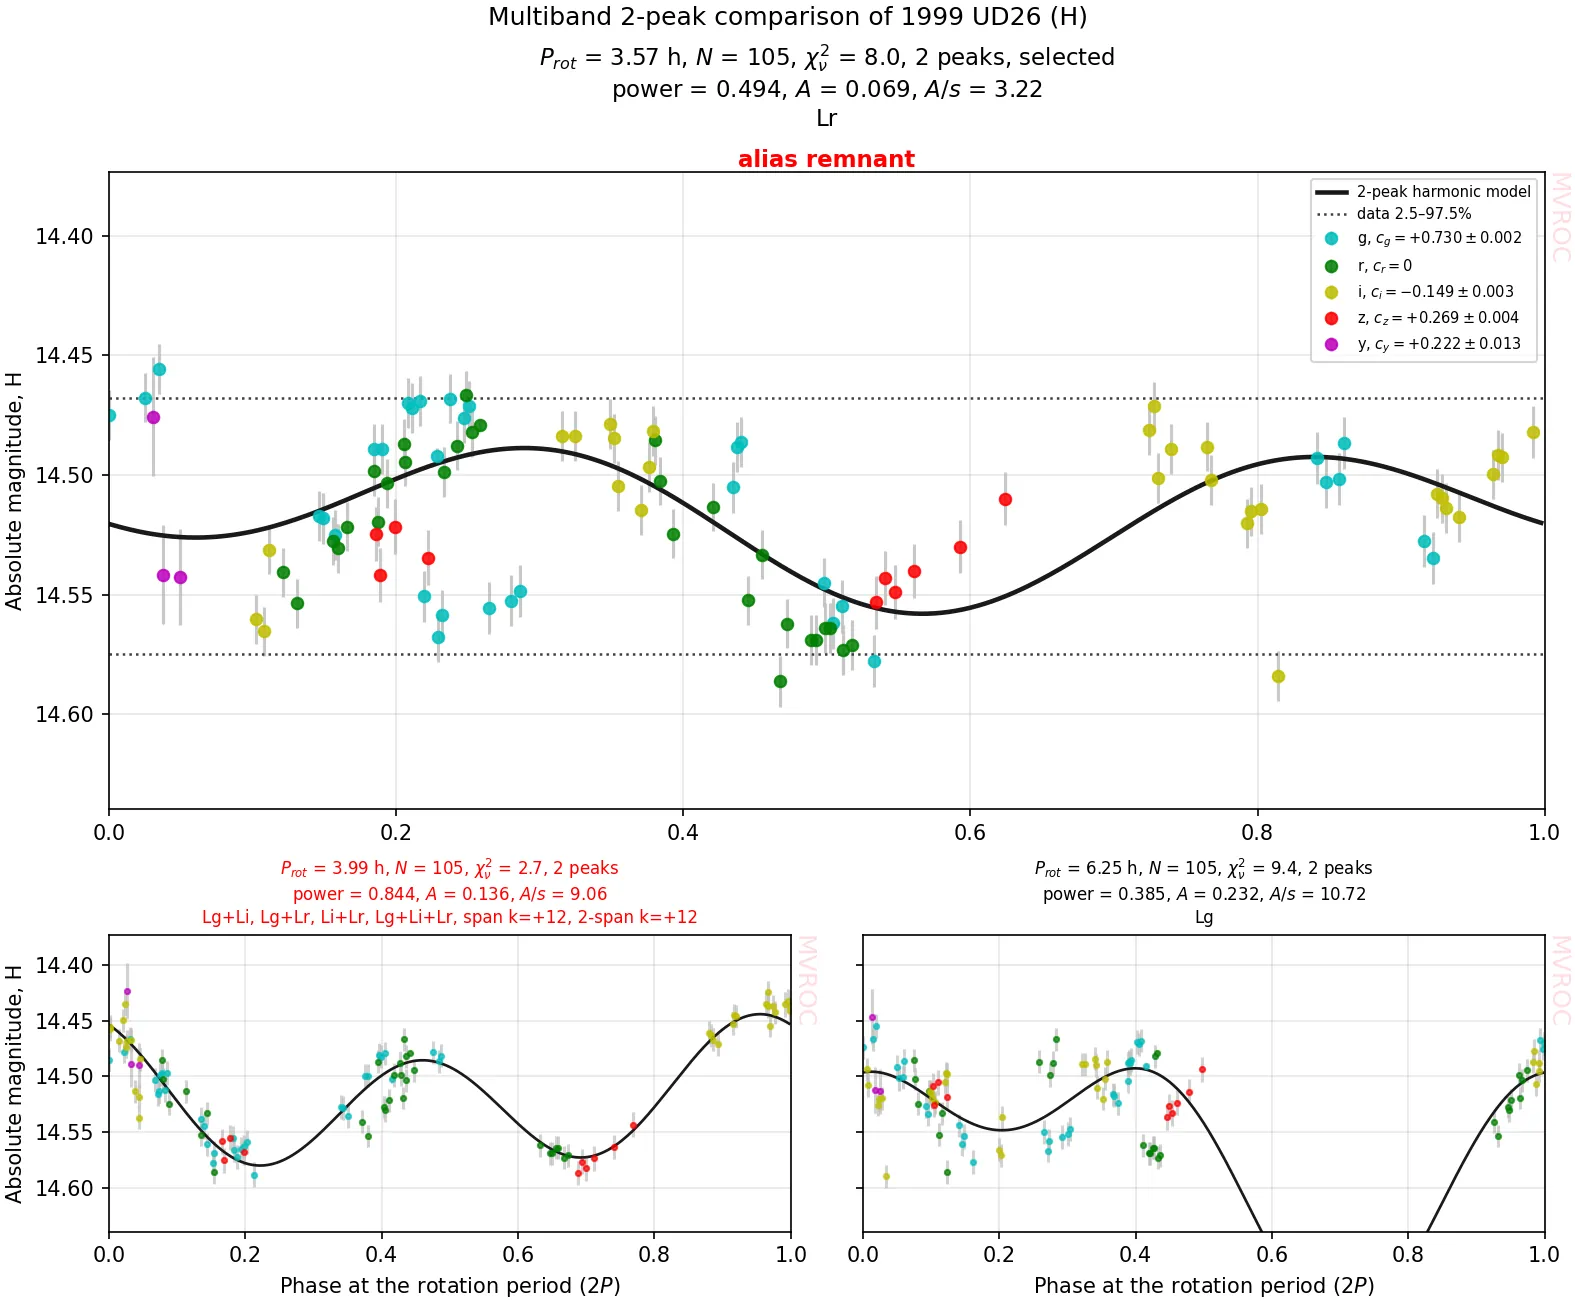 Multiband 2-peak comparison of 1999 UD26 (H)
P_rot = 3.57 h, N = 105, χ²_ν = 8.0, 2 peaks, selected
power = 0.494, A = 0.069, A/s = 3.22
Lr
alias remnant
2-peak harmonic model
data 2.5–97.5%
g, c_g = +0.730 ± 0.002
r, c_r = 0
i, c_i = −0.149 ± 0.003
z, c_z = +0.269 ± 0.004
y, c_y = +0.222 ± 0.013
MVROC
Absolute magnitude, H
14.40
14.45
14.50
14.55
14.60
0.0 0.2 0.4 0.6 0.8 1.0
P_rot = 3.99 h, N = 105, χ²_ν = 2.7, 2 peaks
power = 0.844, A = 0.136, A/s = 9.06
Lg+Li, Lg+Lr, Li+Lr, Lg+Li+Lr, span k=+12, 2-span k=+12
MVROC
Absolute magnitude, H
14.40
14.45
14.50
14.55
14.60
0.0 0.2 0.4 0.6 0.8 1.0
Phase at the rotation period (2P)
P_rot = 6.25 h, N = 105, χ²_ν = 9.4, 2 peaks
power = 0.385, A = 0.232, A/s = 10.72
Lg
MVROC
0.0 0.2 0.4 0.6 0.8 1.0
Phase at the rotation period (2P)